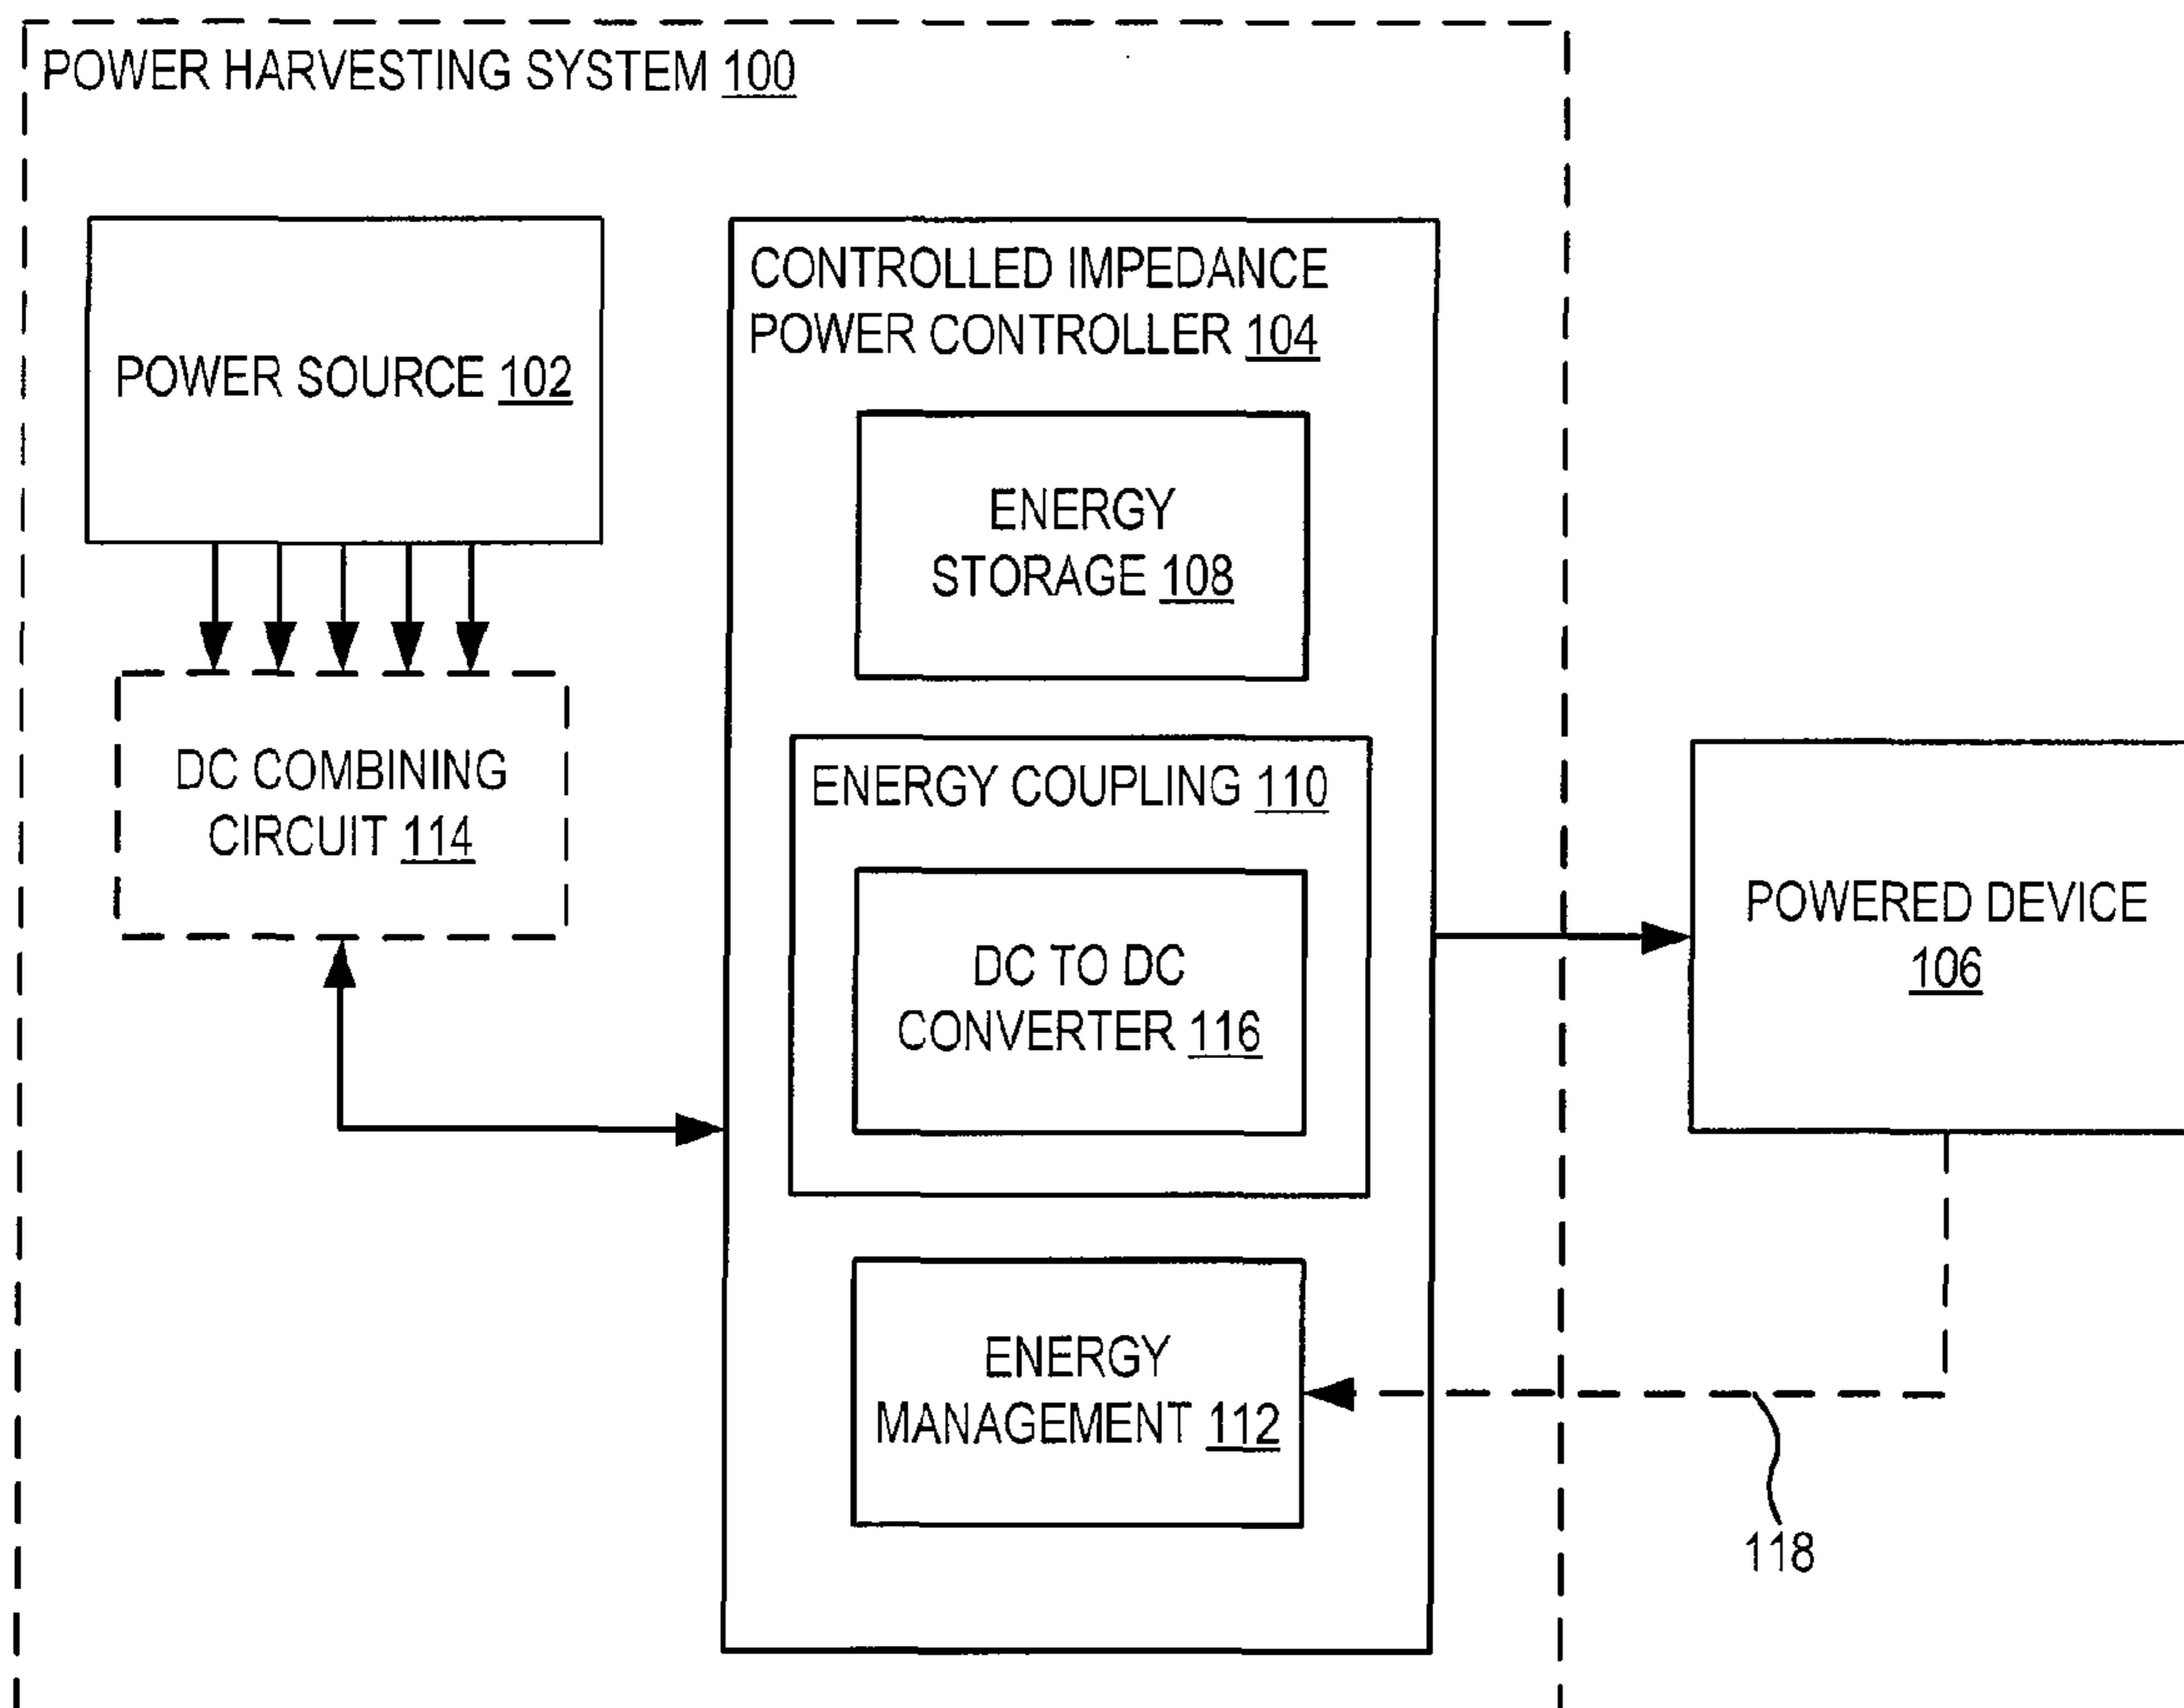 POWER HARVESTING SYSTEM 100
POWER SOURCE 102
CONTROLLED IMPEDANCE
POWER CONTROLLER 104
ENERGY
STORAGE 108
DC COMBINING
CIRCUIT 114
ENERGY COUPLING 110
DC TO DC
CONVERTER 116
POWERED DEVICE
106
ENERGY
MANAGEMENT 112
118